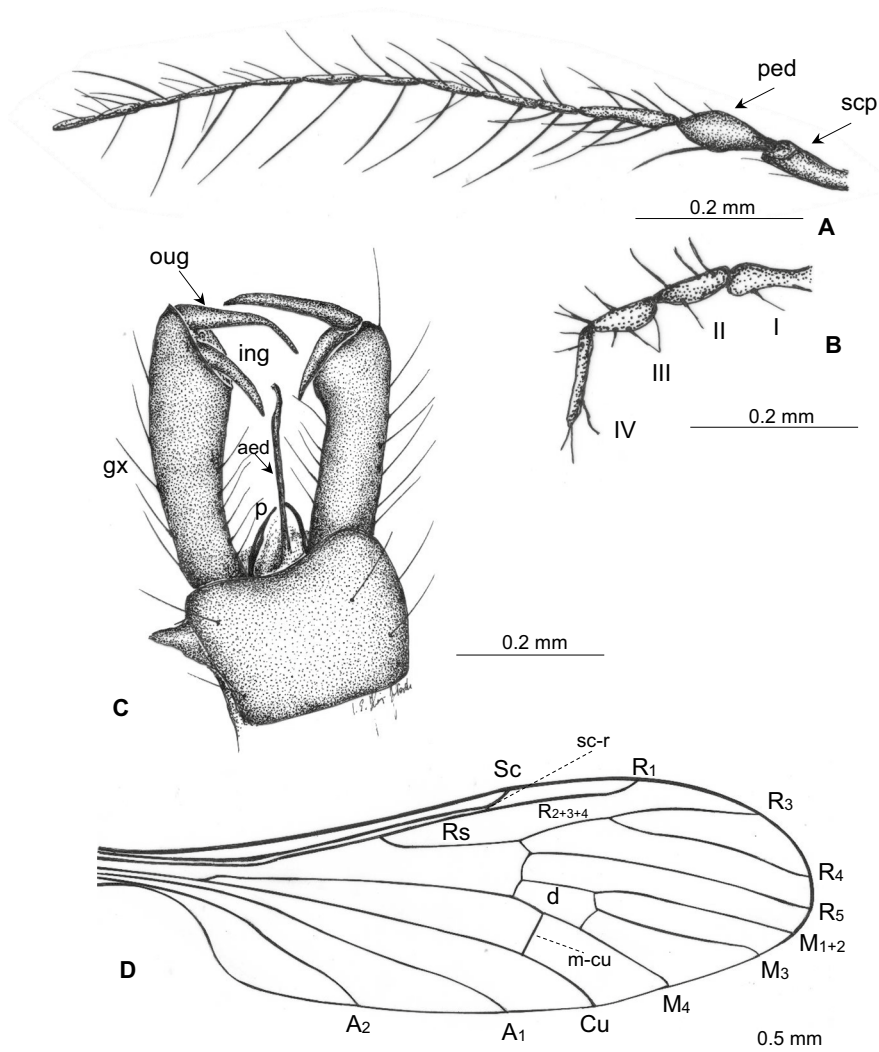 ped
scp
0.2 mm
A
oug
ing
aed
gx
p
I
II
III
IV
B
0.2 mm
0.2 mm
C
sc-r
Sc
R1
R2+3+4
R3
Rs
R4
d
R5
M1+2
m-cu
M3
D
M4
A2
A1
Cu
0.5 mm